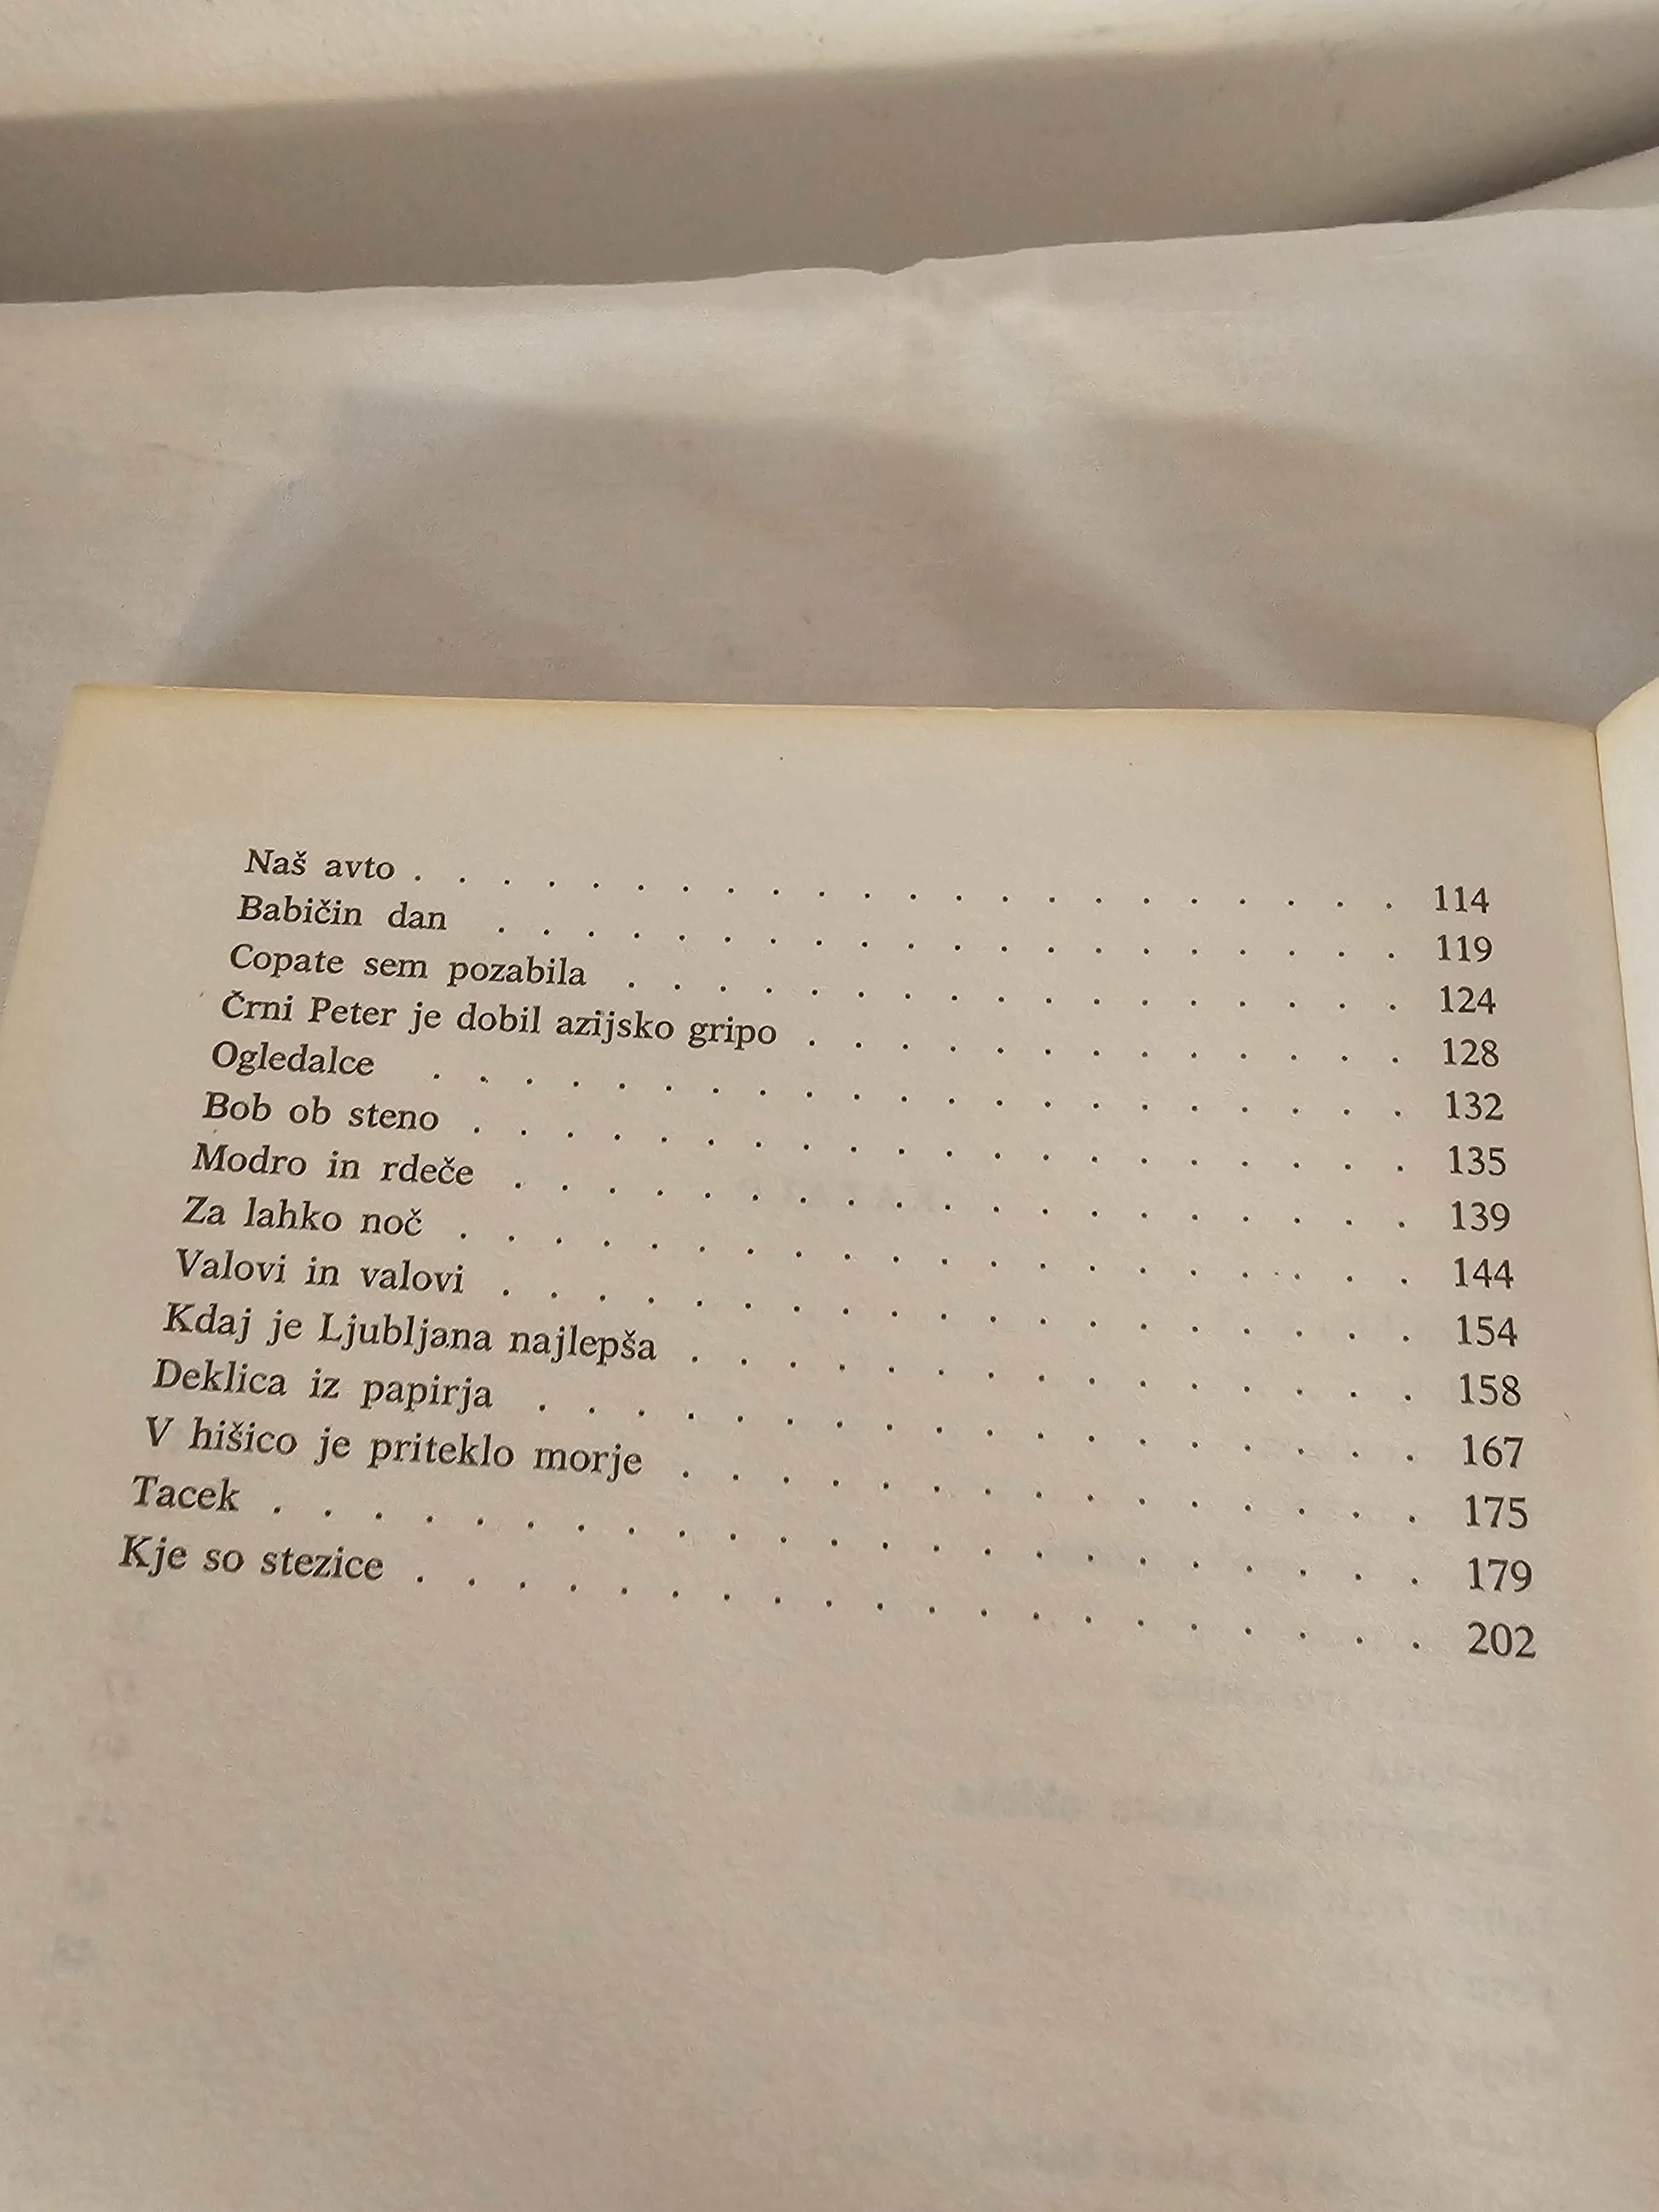 Naš avto . . . . . . . . . . . . . . . . . . . . . . 114
Babičin dan . . . . . . . . . . . . . . . . . . . . 119
Copate sem pozabila . . . . . . . . . . . . . . . . . 124
Črni Peter je dobil azijsko gripo . . . . . . . . . . . . . 128
Ogledalce . . . . . . . . . . . . . . . . . . . . . 132
Bob ob steno . . . . . . . . . . . . . . . . . . . . 135
Modro in rdeče . . . . . . . . . . . . . . . . . . . 139
Za lahko noč . . . . . . . . . . . . . . . . . . . . 144
Valovi in valovi . . . . . . . . . . . . . . . . . . . 154
Kdaj je Ljubljana najlepša . . . . . . . . . . . . . . . 158
Deklica iz papirja . . . . . . . . . . . . . . . . . . 167
V hišico je priteklo morje . . . . . . . . . . . . . . . 175
Tacek . . . . . . . . . . . . . . . . . . . . . . . 179
Kje so stezice . . . . . . . . . . . . . . . . . . . . 202